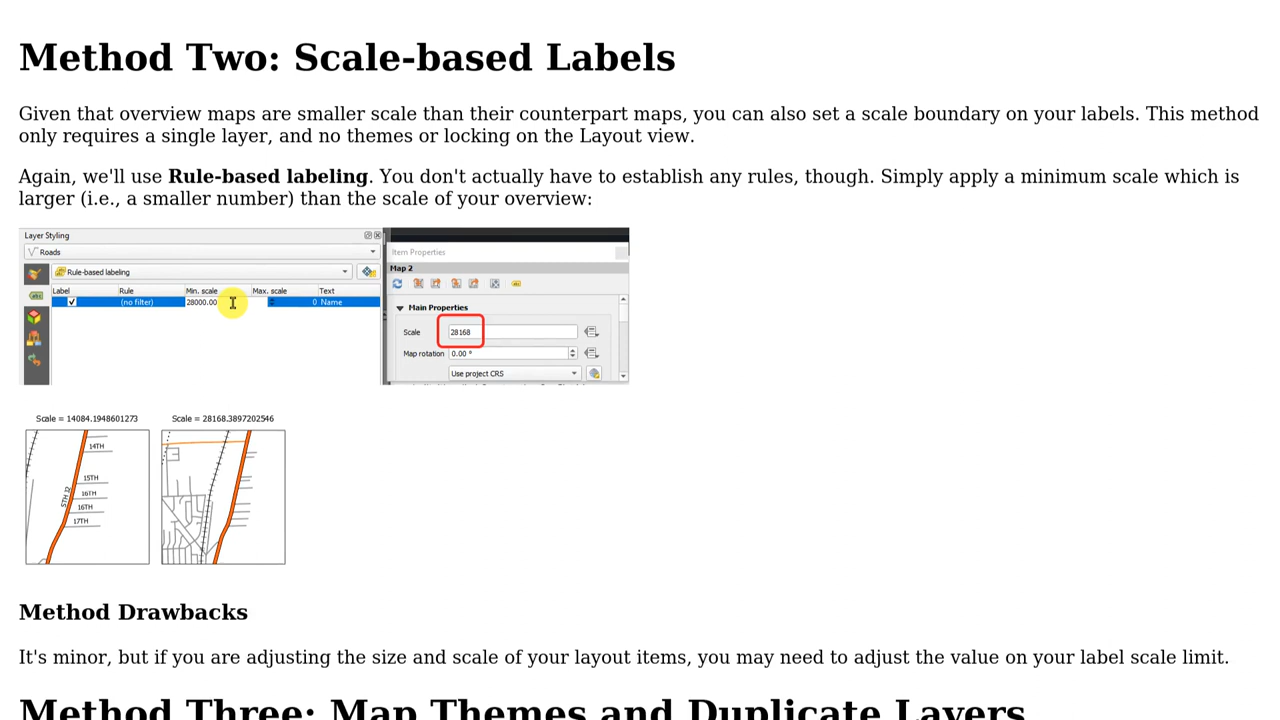 Method Two: Scale-based Labels
Given that overview maps are smaller scale than their counterpart maps, you can also set a scale boundary on your labels. This method
only requires a single layer, and no themes or locking on the Layout view.
Again, we'll use Rule-based labeling. You don't actually have to establish any rules, though. Simply apply a minimum scale which is
larger (i.e., a smaller number) than the scale of your overview:
Layer Styling
Roads
Rule-based labeling
Label Rule Min. scale Max. scale Text
(no filter) 28000.00 0 Name
Item Properties
Map 2
Main Properties
Scale 28168
Map rotation 0.00 °
Use project CRS
Scale = 14084.1948601273
14TH
15TH
STH 32
16TH
16TH
17TH
Scale = 28168.3897202546
Method Drawbacks
It's minor, but if you are adjusting the size and scale of your layout items, you may need to adjust the value on your label scale limit.
Method Three: Map Themes and Duplicate Layers